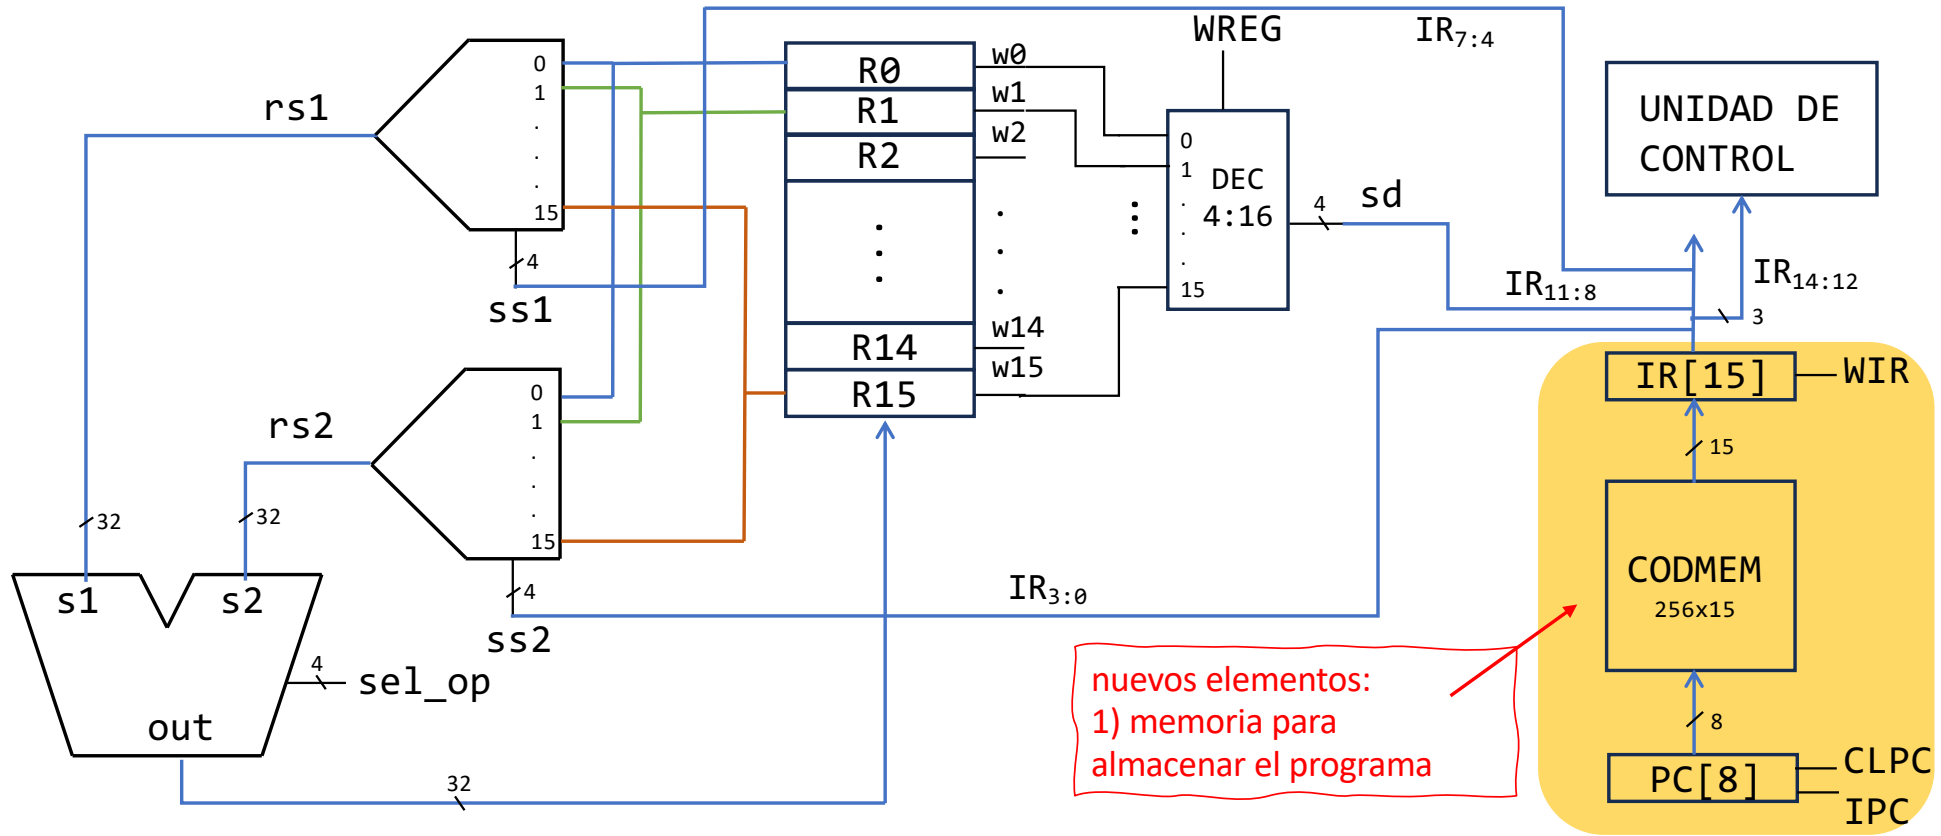 WREG
IR7:4
w0
R0
0
1
.
.
.
15
rs1
w1
R1
w2
R2
UNIDAD DE
CONTROL
0
1
.
.
.
15
DEC
4:16
4
sd
4
ss1
IR11:8
IR14:12
3
w14
R14
w15
R15
IR[15]
WIR
0
1
.
.
.
15
rs2
15
32
32
CODMEM
256x15
s1
s2
4
IR3:0
ss2
4
sel_op
out
nuevos elementos:
1) memoria para
almacenar el programa
8
32
PC[8]
CLPC
IPC